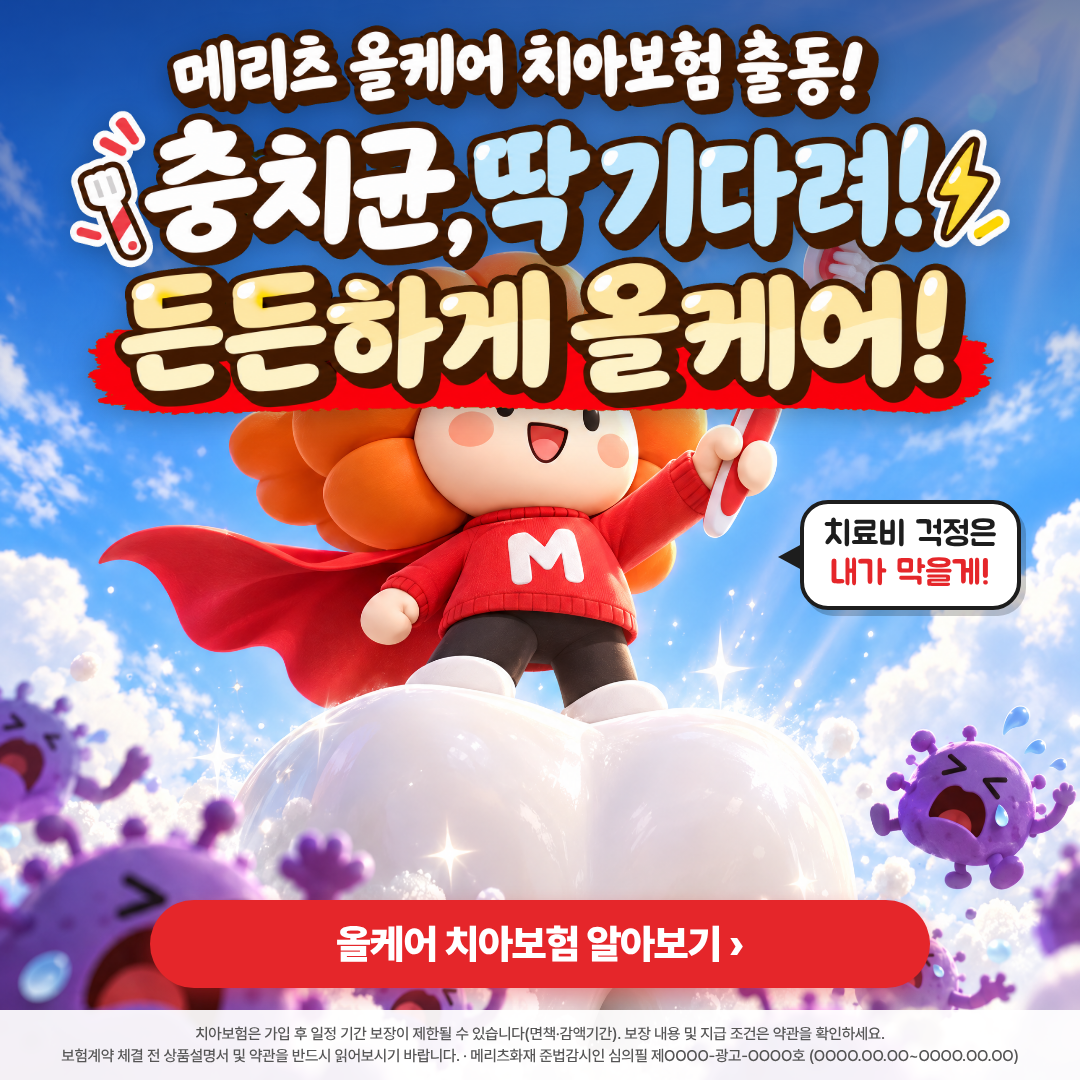 메리츠 올케어 치아보험 출동!
충치균, 딱 기다려!
든든하게 올케어!
M
치료비 걱정은
내가 막을게!
올케어 치아보험 알아보기 ›
치아보험은 가입 후 일정 기간 보장이 제한될 수 있습니다(면책·감액기간). 보장 내용 및 지급 조건은 약관을 확인하세요.
보험계약 체결 전 상품설명서 및 약관을 반드시 읽어보시기 바랍니다. · 메리츠화재 준법감시인 심의필 제OOOO-광고-OOOO호 (OOOO.OO.OO~OOOO.OO.OO)